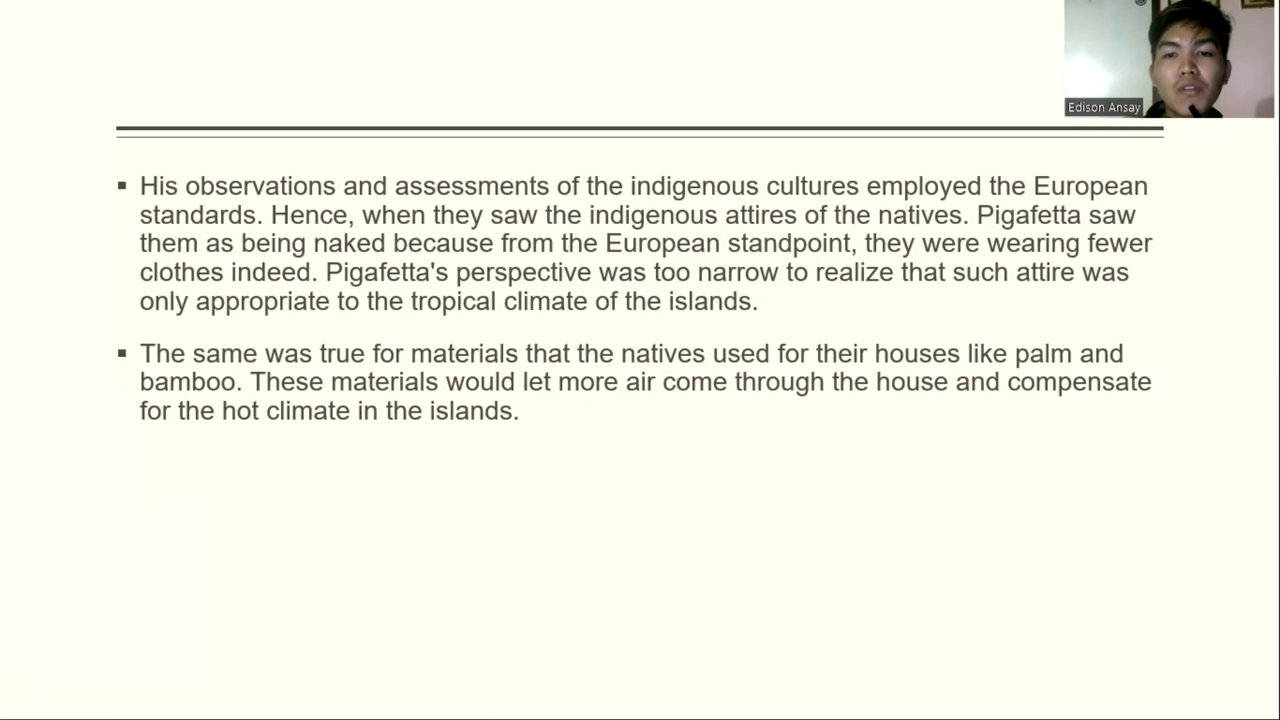 Edison Ansay
His observations and assessments of the indigenous cultures employed the European
standards. Hence, when they saw the indigenous attires of the natives. Pigafetta saw
them as being naked because from the European standpoint, they were wearing fewer
clothes indeed. Pigafetta's perspective was too narrow to realize that such attire was
only appropriate to the tropical climate of the islands.
The same was true for materials that the natives used for their houses like palm and
bamboo. These materials would let more air come through the house and compensate
for the hot climate in the islands.